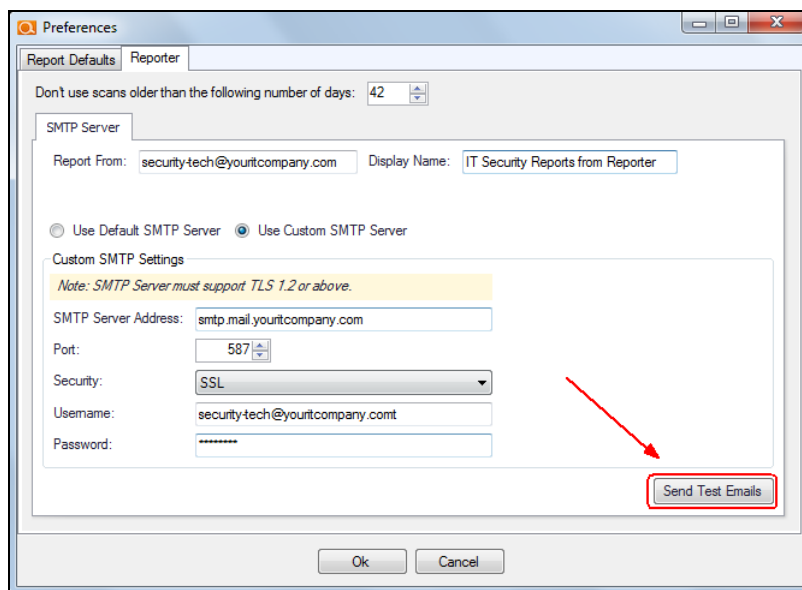 Preferences
Report Defaults Reporter
Don't use scans older than the following number of days: 42
SMTP Server
Report From: security-tech@youritcompany.com Display Name: IT Security Reports from Reporter
Use Default SMTP Server Use Custom SMTP Server
Custom SMTP Settings
Note: SMTP Server must support TLS 1.2 or above.
SMTP Server Address: smtp.mail.youritcompany.com
Port: 587
Security: SSL
Username: security-tech@youritcompany.comt
Password: ********
Send Test Emails
Ok Cancel